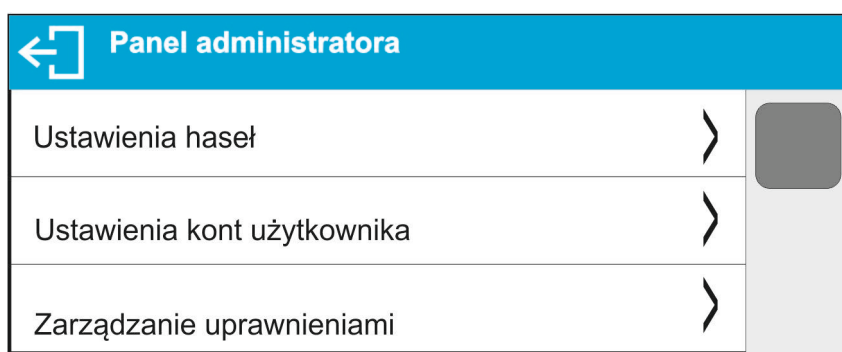 Panel administratora
Ustawienia haseł
Ustawienia kont użytkownika
Zarządzanie uprawnieniami